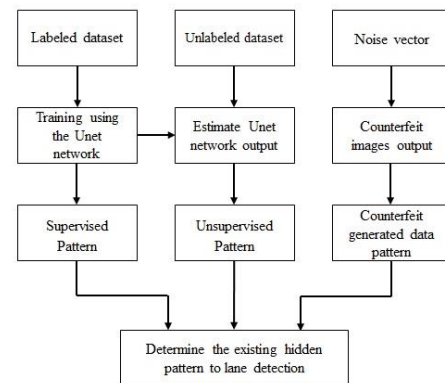 Labeled dataset
Unlabeled dataset
Noise vector
Training using
the Unet
network
Estimate Unet
network output
Counterfeit
images output
Supervised
Pattern
Unsupervised
Pattern
Counterfeit
generated data
pattern
Determine the existing hidden
pattern to lane detection